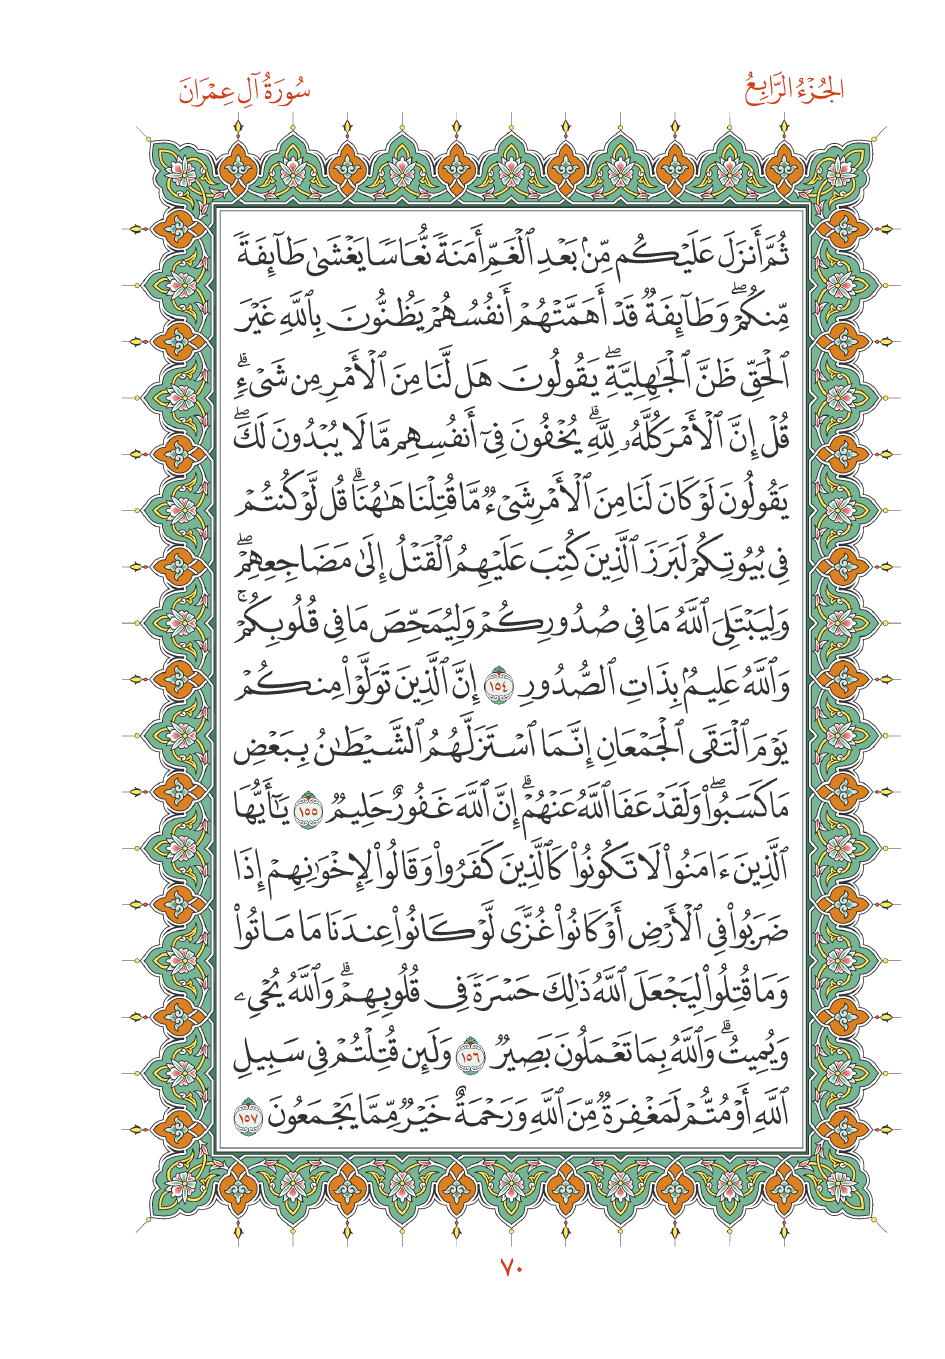 الجُزْءُ الرَّابِعُ
سُورَةُ آلِ عِمْرَانَ
ثُمَّ أَنزَلَ عَلَيْكُم مِّنۢ بَعْدِ ٱلْغَمِّ أَمَنَةً نُّعَاسًا يَغْشَىٰ طَآئِفَةً
مِّنكُمْ ۖ وَطَآئِفَةٌ قَدْ أَهَمَّتْهُمْ أَنفُسُهُمْ يَظُنُّونَ بِٱللَّهِ غَيْرَ
ٱلْحَقِّ ظَنَّ ٱلْجَٰهِلِيَّةِ ۖ يَقُولُونَ هَل لَّنَا مِنَ ٱلْأَمْرِ مِن شَىْءٍ ۗ
قُلْ إِنَّ ٱلْأَمْرَ كُلَّهُۥ لِلَّهِ ۗ يُخْفُونَ فِىٓ أَنفُسِهِم مَّا لَا يُبْدُونَ لَكَ ۖ
يَقُولُونَ لَوْ كَانَ لَنَا مِنَ ٱلْأَمْرِ شَىْءٌ مَّا قُتِلْنَا هَٰهُنَا ۗ قُل لَّوْ كُنتُمْ
فِى بُيُوتِكُمْ لَبَرَزَ ٱلَّذِينَ كُتِبَ عَلَيْهِمُ ٱلْقَتْلُ إِلَىٰ مَضَاجِعِهِمْ ۖ
وَلِيَبْتَلِىَ ٱللَّهُ مَا فِى صُدُورِكُمْ وَلِيُمَحِّصَ مَا فِى قُلُوبِكُمْ ۚ
وَٱللَّهُ عَلِيمٌۢ بِذَاتِ ٱلصُّدُورِ ١٥٤ إِنَّ ٱلَّذِينَ تَوَلَّوْا۟ مِنكُمْ
يَوْمَ ٱلْتَقَى ٱلْجَمْعَانِ إِنَّمَا ٱسْتَزَلَّهُمُ ٱلشَّيْطَٰنُ بِبَعْضِ
مَا كَسَبُوا۟ ۖ وَلَقَدْ عَفَا ٱللَّهُ عَنْهُمْ ۗ إِنَّ ٱللَّهَ غَفُورٌ حَلِيمٌ ١٥٥ يَٰٓأَيُّهَا
ٱلَّذِينَ ءَامَنُوا۟ لَا تَكُونُوا۟ كَٱلَّذِينَ كَفَرُوا۟ وَقَالُوا۟ لِإِخْوَٰنِهِمْ إِذَا
ضَرَبُوا۟ فِى ٱلْأَرْضِ أَوْ كَانُوا۟ غُزًّى لَّوْ كَانُوا۟ عِندَنَا مَا مَاتُوا۟
وَمَا قُتِلُوا۟ لِيَجْعَلَ ٱللَّهُ ذَٰلِكَ حَسْرَةً فِى قُلُوبِهِمْ ۗ وَٱللَّهُ يُحْىِۦ
وَيُمِيتُ ۗ وَٱللَّهُ بِمَا تَعْمَلُونَ بَصِيرٌ ١٥٦ وَلَئِن قُتِلْتُمْ فِى سَبِيلِ
ٱللَّهِ أَوْ مُتُّمْ لَمَغْفِرَةٌ مِّنَ ٱللَّهِ وَرَحْمَةٌ خَيْرٌ مِّمَّا يَجْمَعُونَ ١٥٧
٧٠